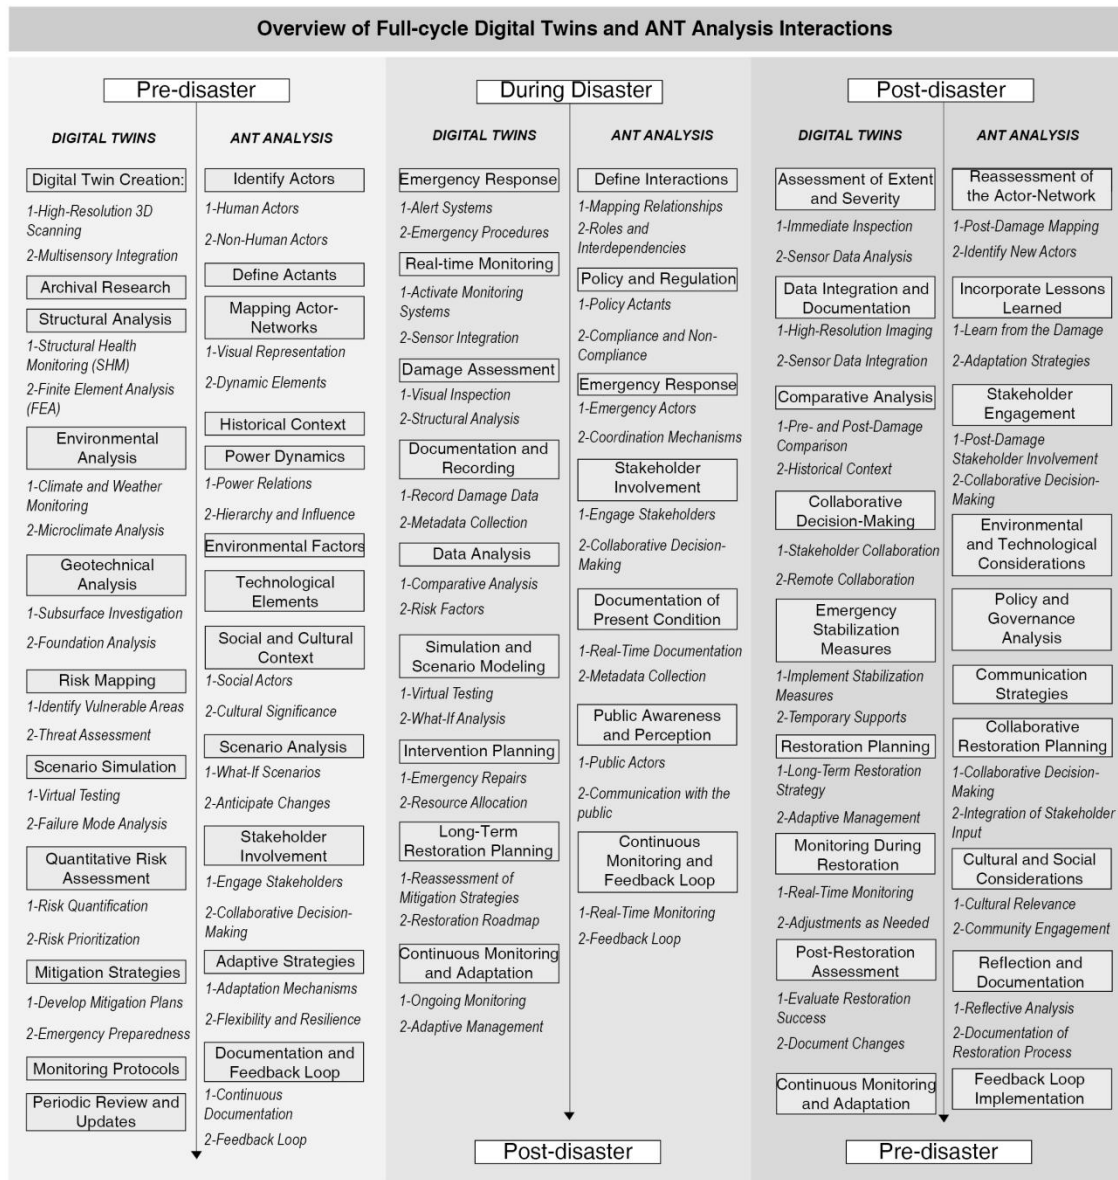 Overview of Full-cycle Digital Twins and ANT Analysis Interactions
Pre-disaster
DIGITAL TWINS
Digital Twin Creation:
1-High-Resolution 3D
Scanning
2-Multisensory Integration
Archival Research
Structural Analysis
1-Structural Health
Monitoring (SHM)
2-Finite Element Analysis
(FEA)
Environmental
Analysis
1-Climate and Weather
Monitoring
2-Microclimate Analysis
Geotechnical
Analysis
1-Subsurface Investigation
2-Foundation Analysis
Risk Mapping
1-Identify Vulnerable Areas
2-Threat Assessment
Scenario Simulation
1-Virtual Testing
2-Failure Mode Analysis
Quantitative Risk
Assessment
1-Risk Quantification
2-Risk Prioritization
Mitigation Strategies
1-Develop Mitigation Plans
2-Emergency Preparedness
Monitoring Protocols
Periodic Review and
Updates
ANT ANALYSIS
Identify Actors
1-Human Actors
2-Non-Human Actors
Define Actants
Mapping Actor-
Networks
1-Visual Representation
2-Dynamic Elements
Historical Context
Power Dynamics
1-Power Relations
2-Hierarchy and Influence
Environmental Factors
Technological
Elements
Social and Cultural
Context
1-Social Actors
2-Cultural Significance
Scenario Analysis
1-What-If Scenarios
2-Anticipate Changes
Stakeholder
Involvement
1-Engage Stakeholders
2-Collaborative Decision-
Making
Adaptive Strategies
1-Adaptation Mechanisms
2-Flexibility and Resilience
Documentation and
Feedback Loop
1-Continuous
Documentation
2-Feedback Loop
During Disaster
DIGITAL TWINS
Emergency Response
1-Alert Systems
2-Emergency Procedures
Real-time Monitoring
1-Activate Monitoring
Systems
2-Sensor Integration
Damage Assessment
1-Visual Inspection
2-Structural Analysis
Documentation and
Recording
1-Record Damage Data
2-Metadata Collection
Data Analysis
1-Comparative Analysis
2-Risk Factors
Simulation and
Scenario Modeling
1-Virtual Testing
2-What-If Analysis
Intervention Planning
1-Emergency Repairs
2-Resource Allocation
Long-Term
Restoration Planning
1-Reassessment of
Mitigation Strategies
2-Restoration Roadmap
Continuous Monitoring
and Adaptation
1-Ongoing Monitoring
2-Adaptive Management
ANT ANALYSIS
Define Interactions
1-Mapping Relationships
2-Roles and
Interdependencies
Policy and Regulation
1-Policy Actants
2-Compliance and Non-
Compliance
Emergency Response
1-Emergency Actors
2-Coordination Mechanisms
Stakeholder
Involvement
1-Engage Stakeholders
2-Collaborative Decision-
Making
Documentation of
Present Condition
1-Real-Time Documentation
2-Metadata Collection
Public Awareness
and Perception
1-Public Actors
2-Communication with the
public
Continuous
Monitoring and
Feedback Loop
1-Real-Time Monitoring
2-Feedback Loop
Post-disaster
Post-disaster
DIGITAL TWINS
Assessment of Extent
and Severity
1-Immediate Inspection
2-Sensor Data Analysis
Data Integration and
Documentation
1-High-Resolution Imaging
2-Sensor Data Integration
Comparative Analysis
1-Pre- and Post-Damage
Comparison
2-Historical Context
Collaborative
Decision-Making
1-Stakeholder Collaboration
2-Remote Collaboration
Emergency
Stabilization
Measures
1-Implement Stabilization
Measures
2-Temporary Supports
Restoration Planning
1-Long-Term Restoration
Strategy
2-Adaptive Management
Monitoring During
Restoration
1-Real-Time Monitoring
2-Adjustments as Needed
Post-Restoration
Assessment
1-Evaluate Restoration
Success
2-Document Changes
Continuous Monitoring
and Adaptation
ANT ANALYSIS
Reassessment of
the Actor-Network
1-Post-Damage Mapping
2-Identify New Actors
Incorporate Lessons
Learned
1-Learn from the Damage
2-Adaptation Strategies
Stakeholder
Engagement
1-Post-Damage
Stakeholder Involvement
2-Collaborative Decision-
Making
Environmental
and Technological
Considerations
Policy and
Governance
Analysis
Communication
Strategies
Collaborative
Restoration Planning
1-Collaborative Decision-
Making
2-Integration of Stakeholder
Input
Cultural and Social
Considerations
1-Cultural Relevance
2-Community Engagement
Reflection and
Documentation
1-Reflective Analysis
2-Documentation of
Restoration Process
Feedback Loop
Implementation
Pre-disaster